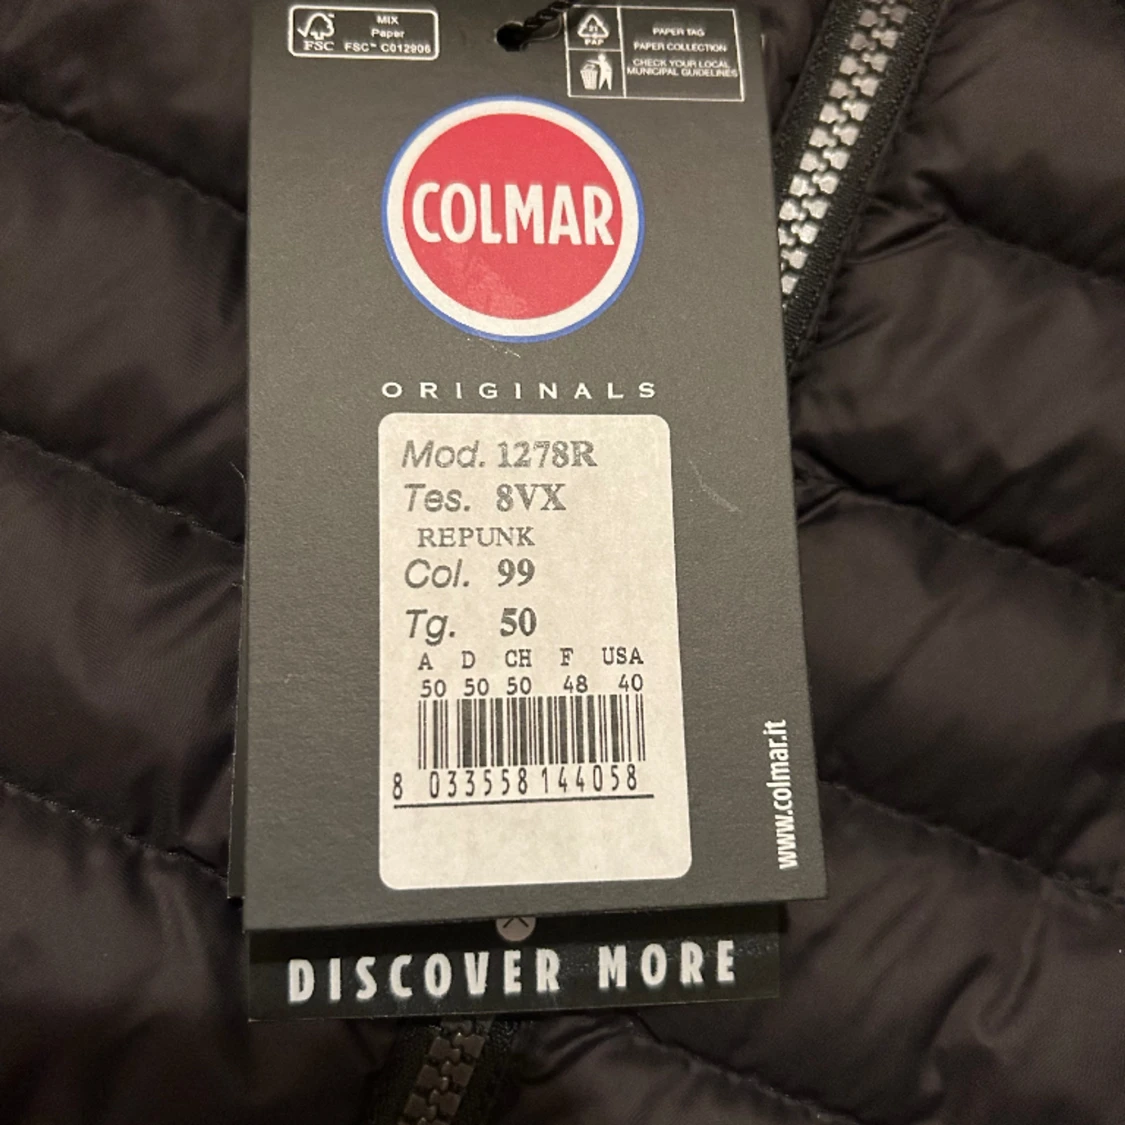 MIX
Paper
FSC
FSC™ C012906
21
PAP
PAPER TAG
PAPER COLLECTION
CHECK YOUR LOCAL
MUNICIPAL GUIDELINES
COLMAR
ORIGINALS
Mod. 1278R
Tes. 8VX
REPUNK
Col. 99
Tg. 50
A D CH F USA
50 50 50 48 40
8 033558 144058
www.colmar.it
DISCOVER MORE